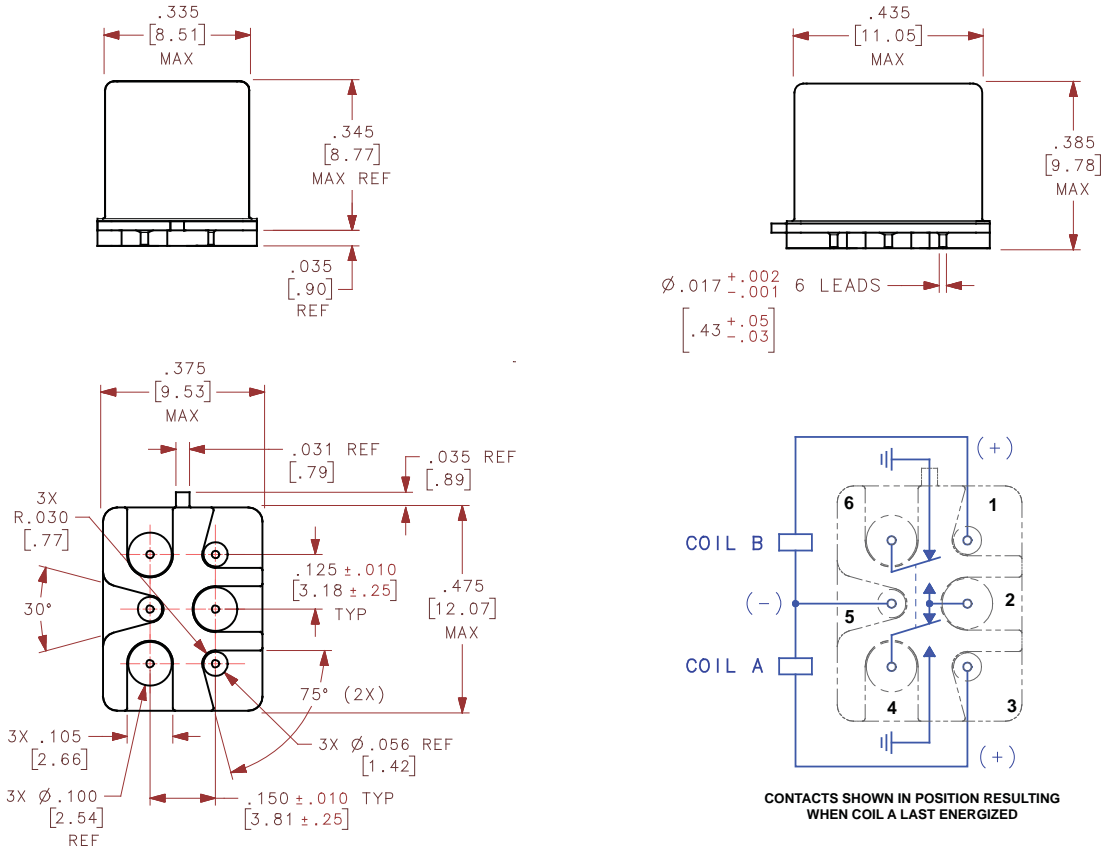 .335
[8.51]
MAX
.345
[8.77]
MAX REF
.035
[.90]
REF
.435
[11.05]
MAX
.385
[9.78]
MAX
Ø.017 +.002 -.001 6 LEADS
[.43 +.05 -.03]
.375
[9.53]
MAX
.031 REF
[.79]
.035 REF
[.89]
3X
R.030
[.77]
30°
.125±.010
[3.18±.25]
TYP
.475
[12.07]
MAX
75° (2X)
3X .105
[2.66]
3X Ø.056 REF
[1.42]
3X Ø.100
[2.54]
REF
.150±.010 TYP
[3.81±.25]
(+)
6
1
COIL B
(-)
5
2
COIL A
4
3
(+)
CONTACTS SHOWN IN POSITION RESULTING
WHEN COIL A LAST ENERGIZED